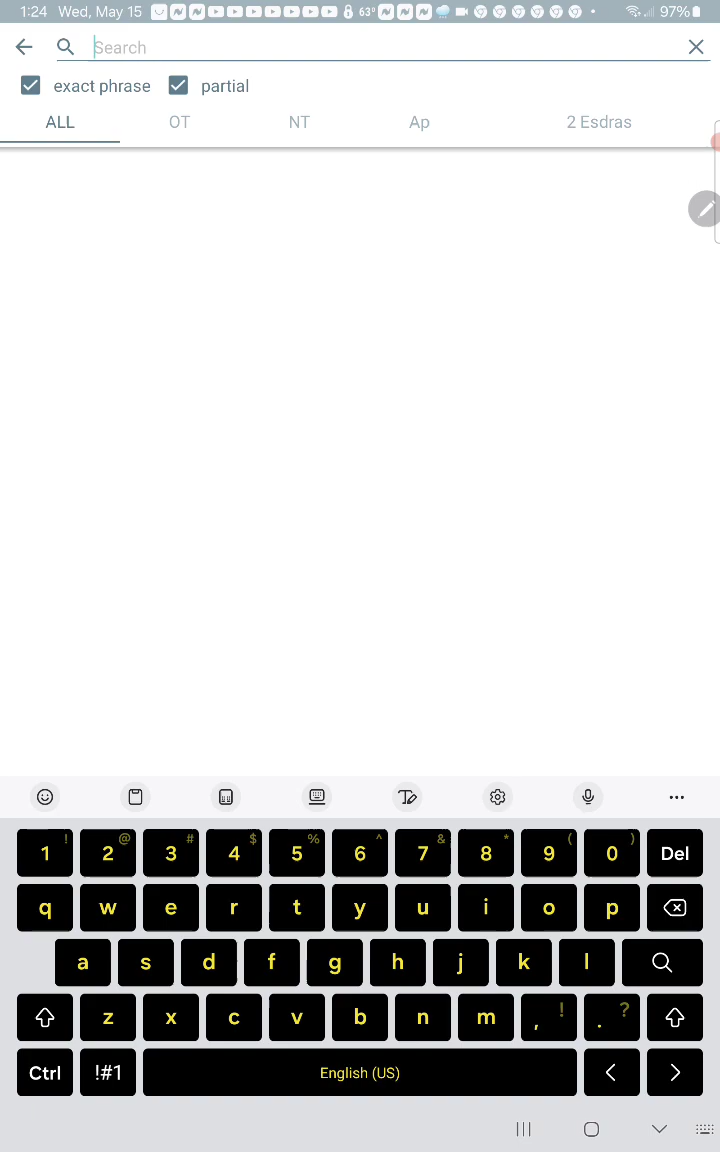 1:24 Wed, May 15 63° 97%
Search
exact phrase partial
ALL OT NT Ap 2 Esdras
! @ # $ % ^ & * ( )
1 2 3 4 5 6 7 8 9 0 Del
q w e r t y u i o p
a s d f g h j k l
z x c v b n m , ! . ?
Ctrl !#1 English (US) < >